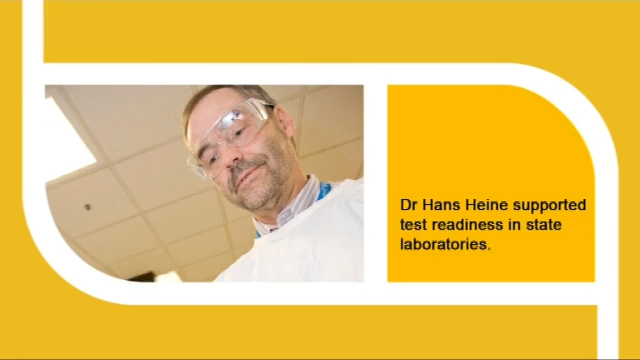 Dr Hans Heine supported
test readiness in state
laboratories.